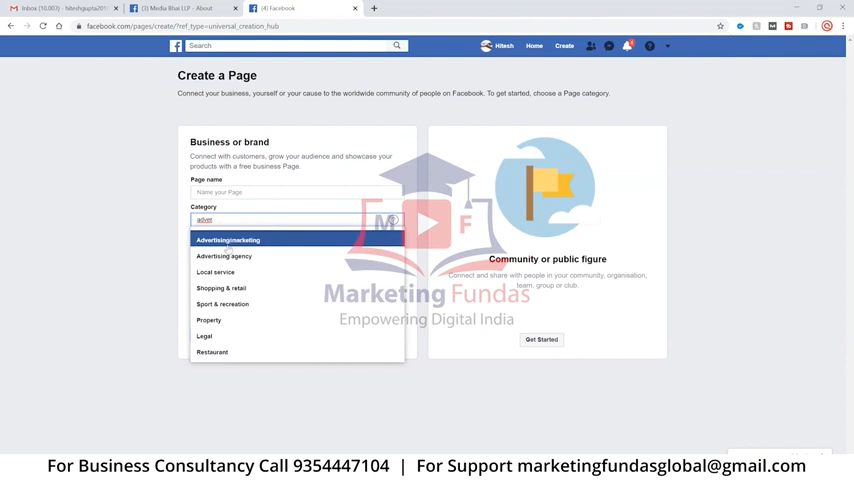 Inbox (10,003) - hiteshgupta201
(3) Media Bhai LLP - About
(4) Facebook
facebook.com/pages/create/?ref_type=universal_creation_hub
Search
Hitesh
Home
Create
Create a Page
Connect your business, yourself or your cause to the worldwide community of people on Facebook. To get started, choose a Page category.
Business or brand
Connect with customers, grow your audience and showcase your
products with a free business Page.
Page name
Name your Page
Category
advet
Advertising/marketing
Advertising agency
Local service
Shopping & retail
Sport & recreation
Property
Legal
Restaurant
Community or public figure
Connect and share with people in your community, organisation,
team, group or club.
Get Started
M F
Marketing Fundas
Empowering Digital India
For Business Consultancy Call 9354447104 | For Support marketingfundasglobal@gmail.com